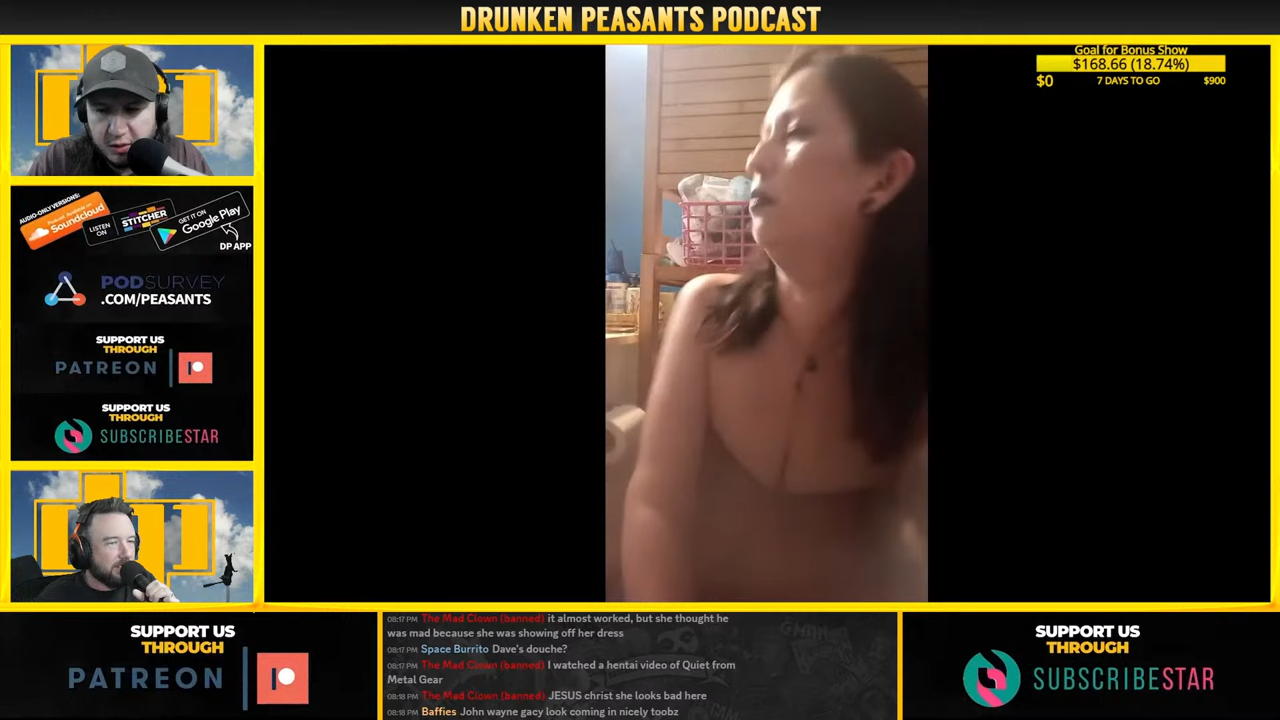 DRUNKEN PEASANTS PODCAST
Goal for Bonus Show
$168.66 (18.74%)
$0 7 DAYS TO GO $900
AUDIO-ONLY VERSIONS:
Podcast Available on
Soundcloud
LISTEN ON
STITCHER
GET IT ON
Google Play
DP APP
PODSURVEY
.COM/PEASANTS
SUPPORT US
THROUGH
PATREON
SUPPORT US
THROUGH
SUBSCRIBESTAR
SUPPORT US
THROUGH
PATREON
08:17 PM The Mad Clown (banned) it almost worked, but she thought he
was mad because she was showing off her dress
08:17 PM Space Burrito Dave's douche?
08:17 PM The Mad Clown (banned) I watched a hentai video of Quiet from
Metal Gear
08:18 PM The Mad Clown (banned) JESUS christ she looks bad here
08:18 PM Baffies John wayne gacy look coming in nicely toobz
SUPPORT US
THROUGH
SUBSCRIBESTAR